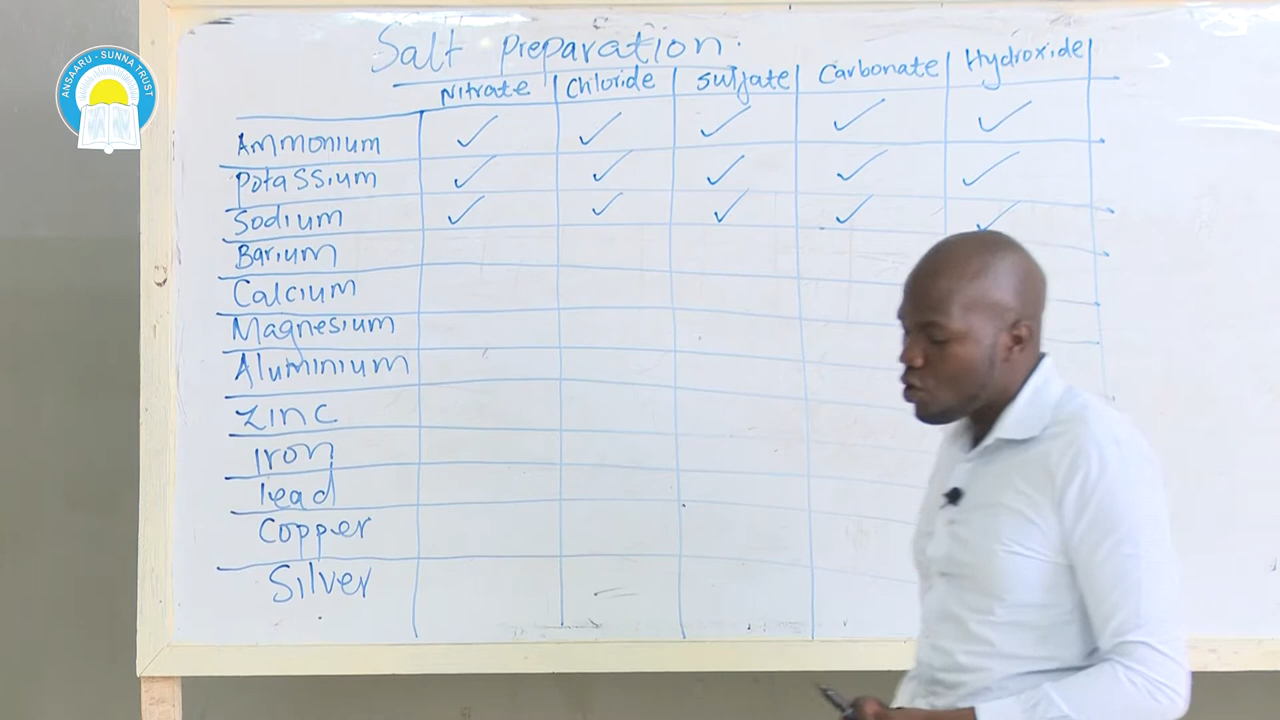 ANSAARU - SUNNA TRUST
Salt preparation.
Nitrate Chloride Sulfate Carbonate Hydroxide
Ammonium ✓ ✓ ✓ ✓ ✓
Potassium ✓ ✓ ✓ ✓ ✓
Sodium ✓ ✓ ✓ ✓ ✓
Barium
Calcium
Magnesium
Aluminium
Zinc
Iron
lead
Copper
Silver